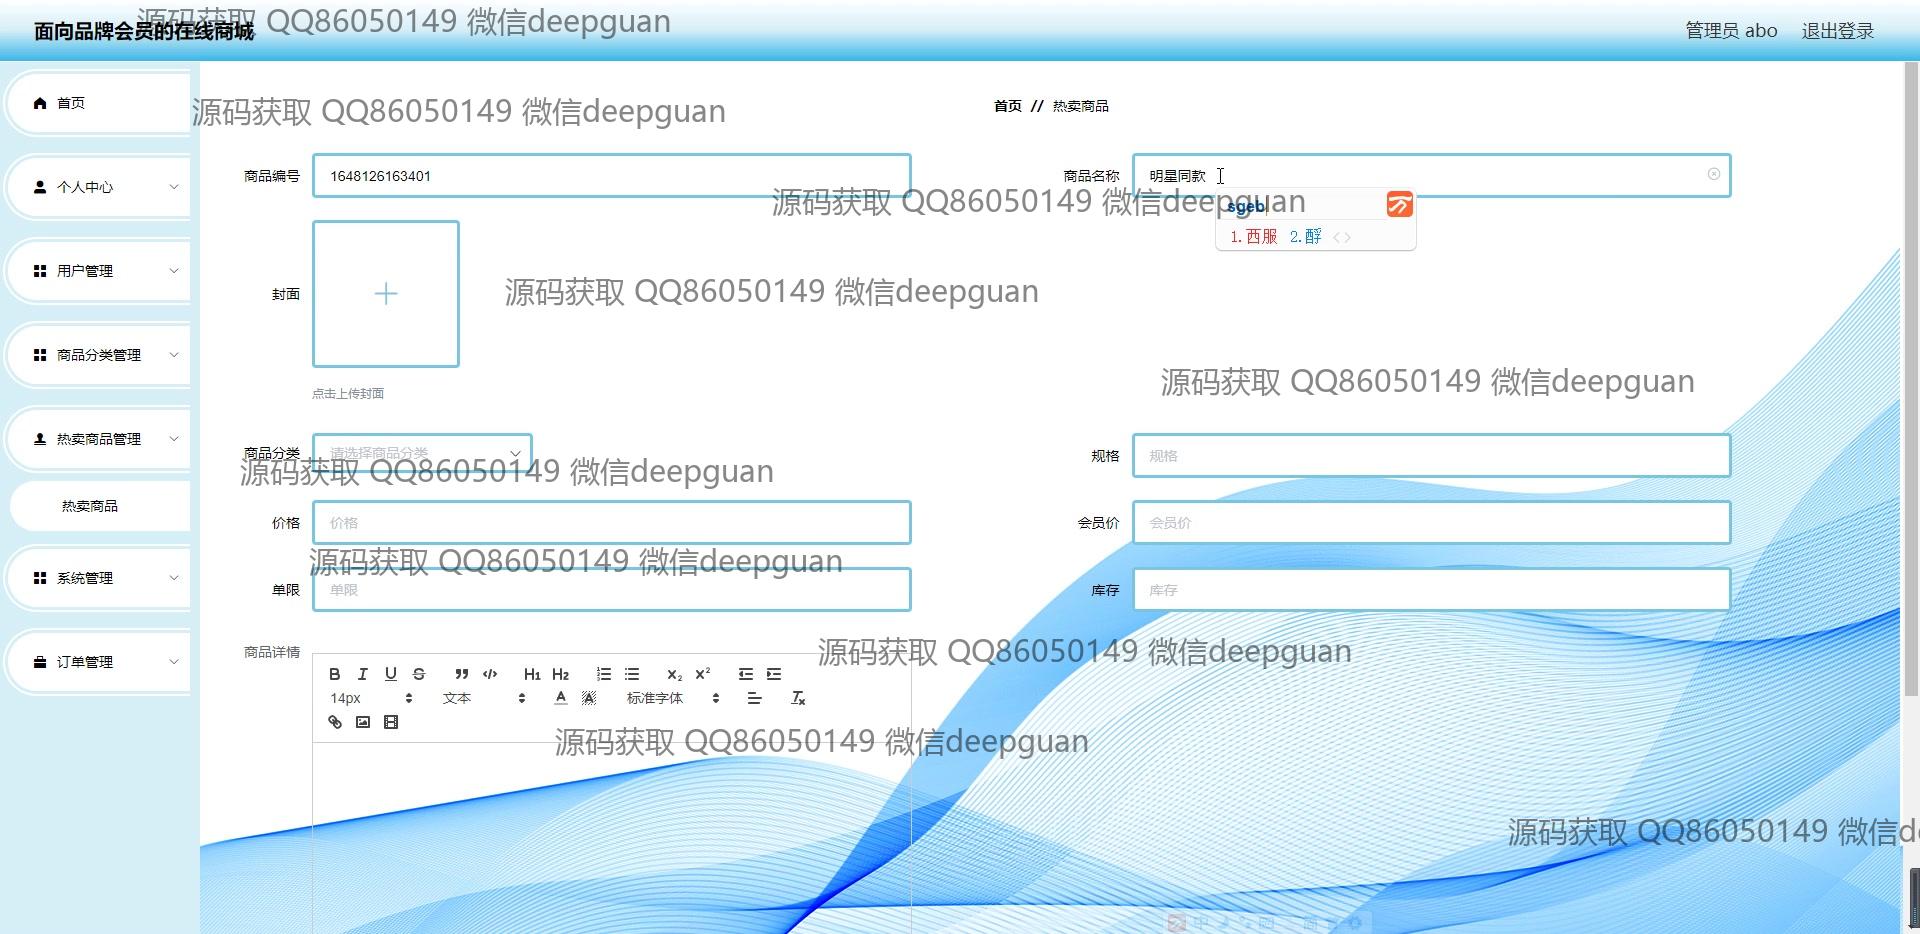 面向品牌会员的在线商城
源码获取 QQ86050149 微信deepguan
管理员 abo 退出登录
首页
源码获取 QQ86050149 微信deepguan
首页 // 热卖商品
个人中心
商品编号 1648126163401
商品名称 明星同款
源码获取 QQ86050149 微信deepguan
sgeb
1.西服 2.酹
用户管理
封面
源码获取 QQ86050149 微信deepguan
商品分类管理
点击上传封面
源码获取 QQ86050149 微信deepguan
热卖商品管理
商品分类 请选择商品分类
规格 规格
源码获取 QQ86050149 微信deepguan
热卖商品
价格 价格
会员价 会员价
源码获取 QQ86050149 微信deepguan
系统管理
单限 单限
库存 库存
订单管理
商品详情
源码获取 QQ86050149 微信deepguan
B I U S H1 H2 x2 x2
14px 文本 A A 标准字体 Tx
源码获取 QQ86050149 微信deepguan
源码获取 QQ86050149 微信de
中 简